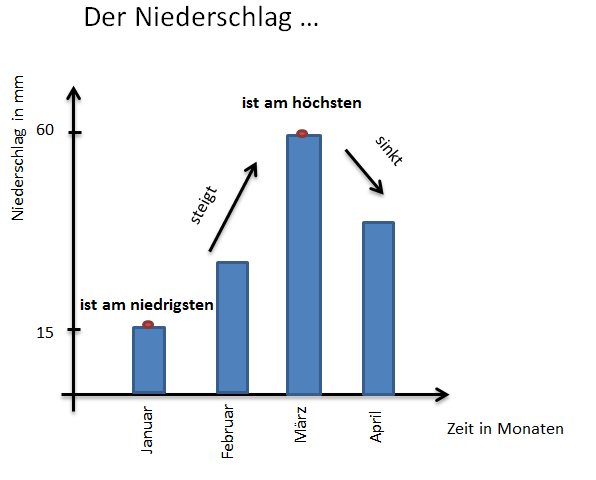 Der Niederschlag ...
Niederschlag in mm
ist am höchsten
60
sinkt
steigt
ist am niedrigsten
15
Januar
Februar
März
April
Zeit in Monaten